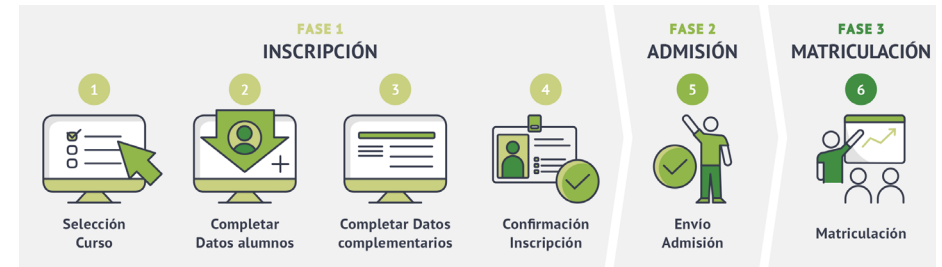 FASE 1
INSCRIPCIÓN
1
2
3
4
Selección
Curso
Completar
Datos alumnos
Completar Datos
complementarios
Confirmación
Inscripción
FASE 2
ADMISIÓN
5
Envío
Admisión
FASE 3
MATRICULACIÓN
6
Matriculación